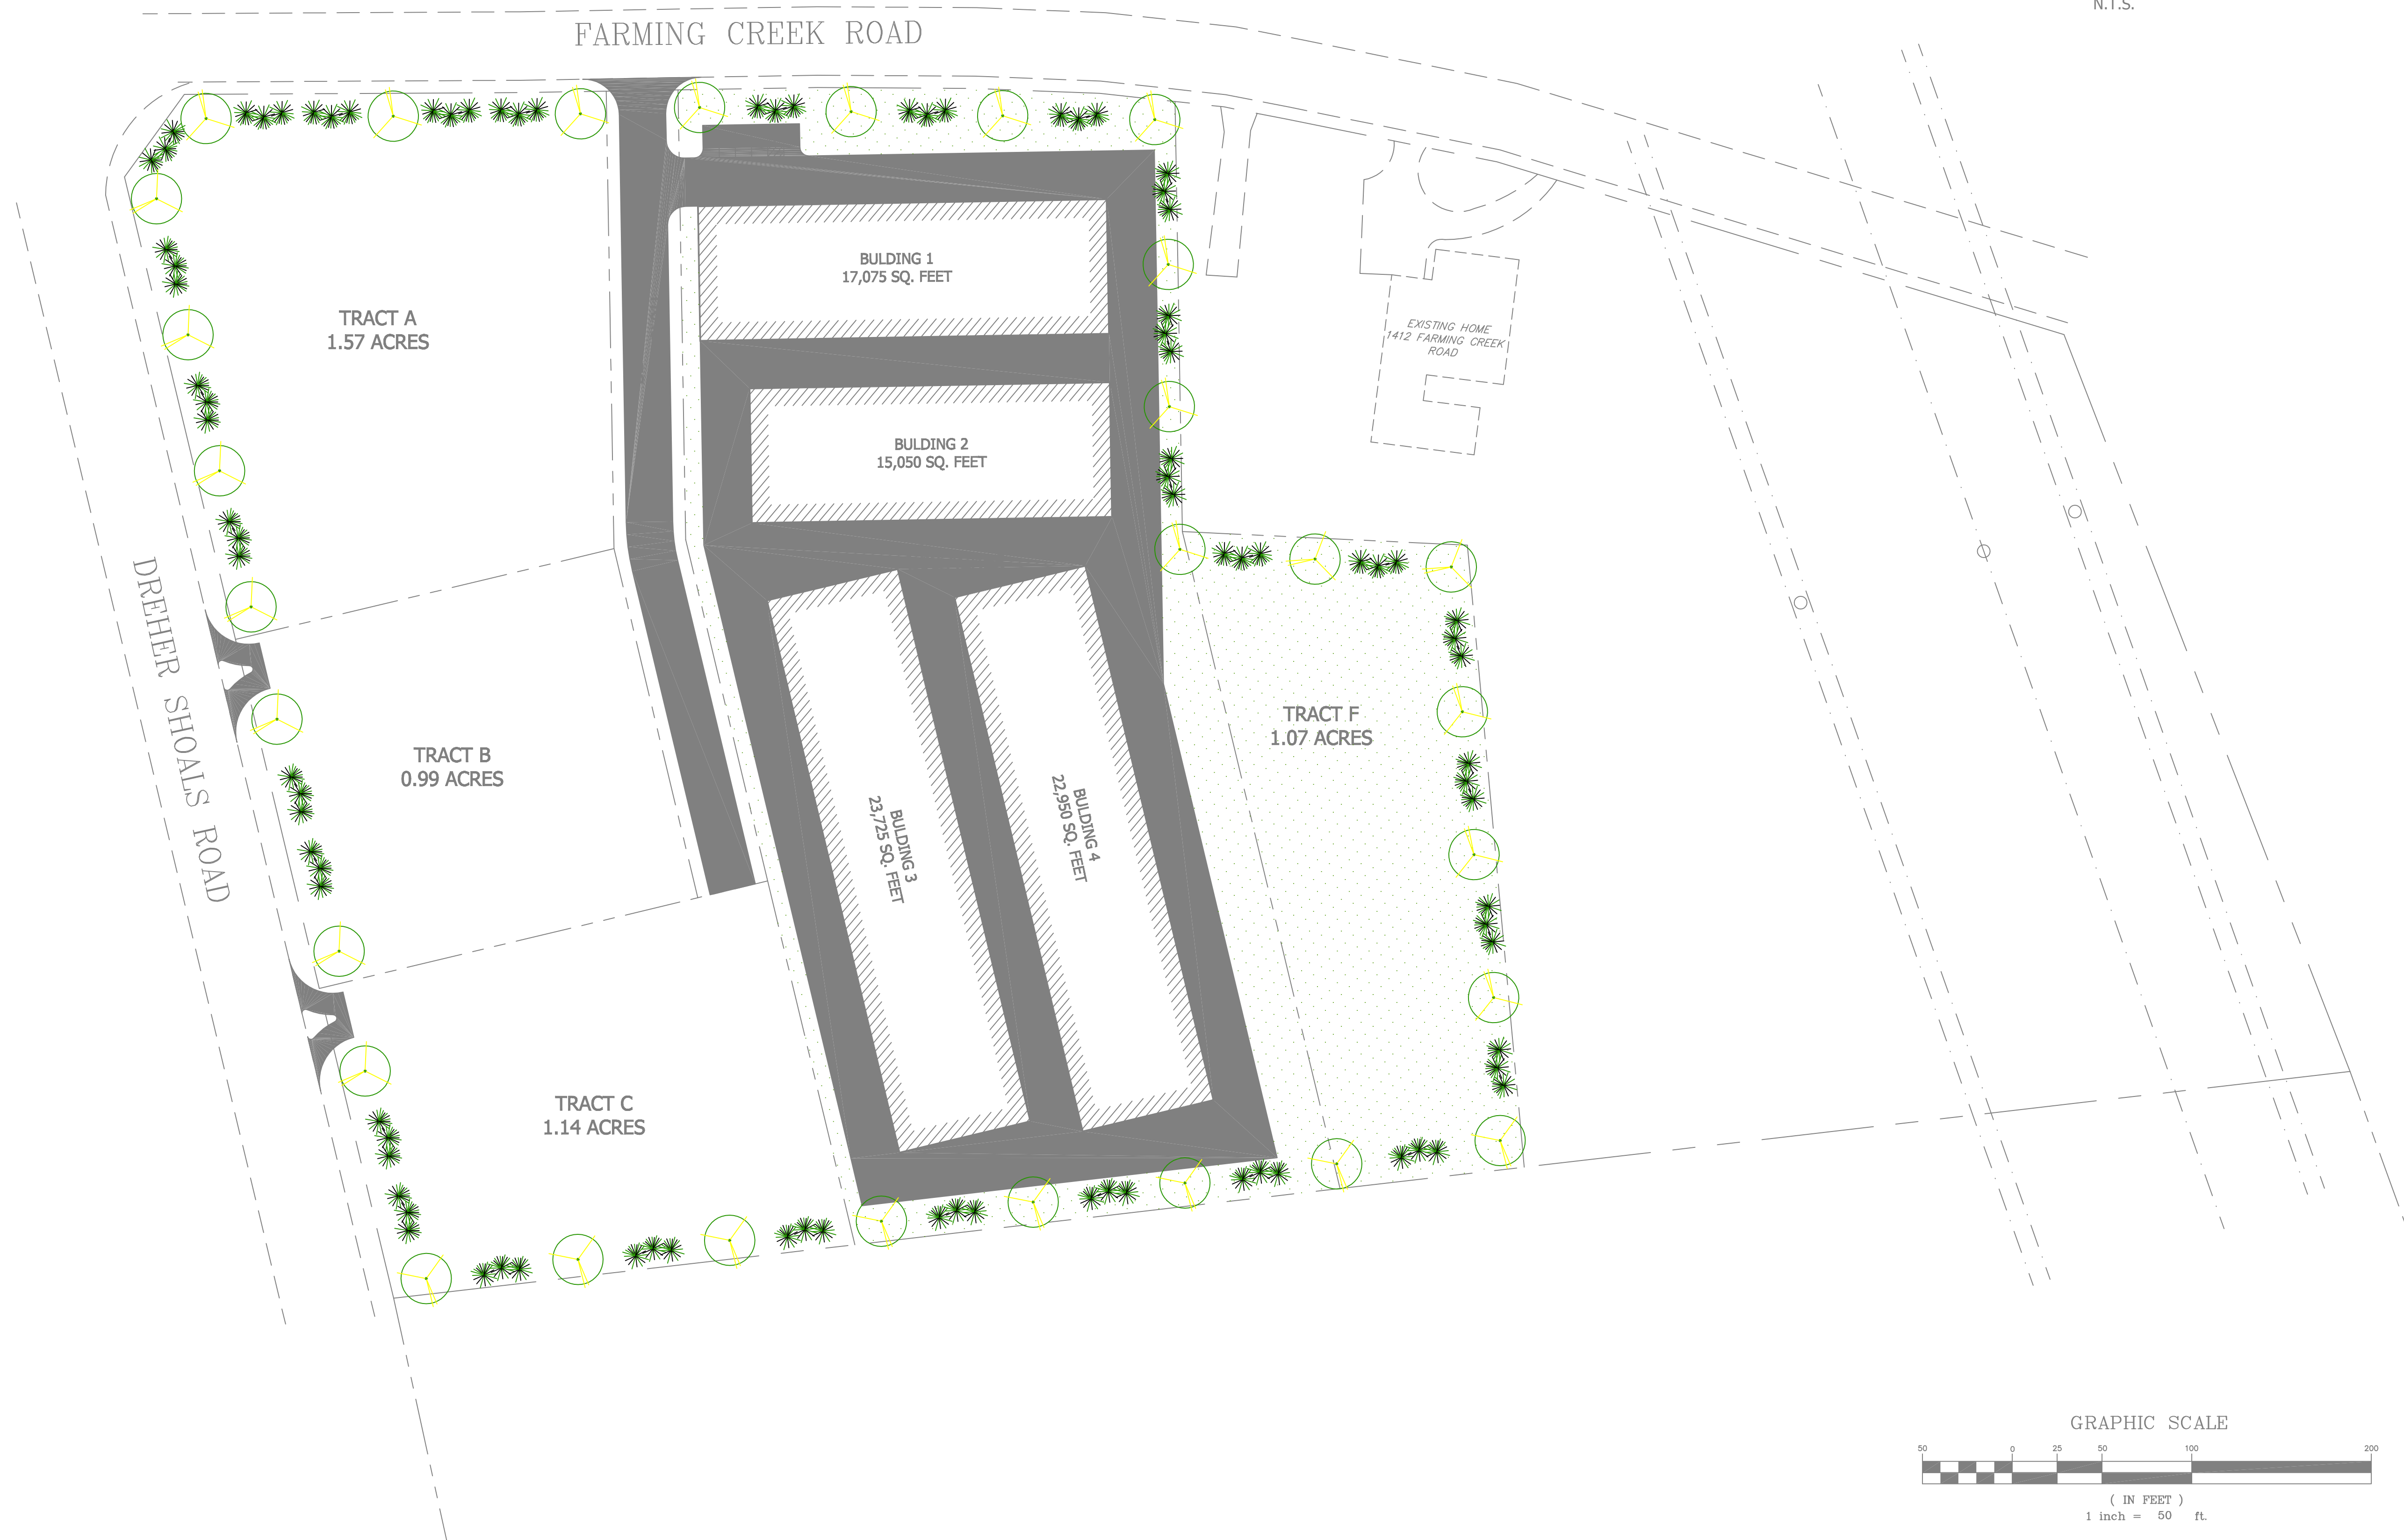 N.T.S.
FARMING CREEK ROAD
BULDING 1
17,075 SQ. FEET
TRACT A
1.57 ACRES
EXISTING HOME
1412 FARMING CREEK
ROAD
BULDING 2
15,050 SQ. FEET
DREHER SHOALS ROAD
TRACT B
0.99 ACRES
TRACT F
1.07 ACRES
BULDING 3
23,725 SQ. FEET
BULDING 4
22,950 SQ. FEET
TRACT C
1.14 ACRES
GRAPHIC SCALE
50 0 25 50 100 200
( IN FEET )
1 inch = 50 ft.